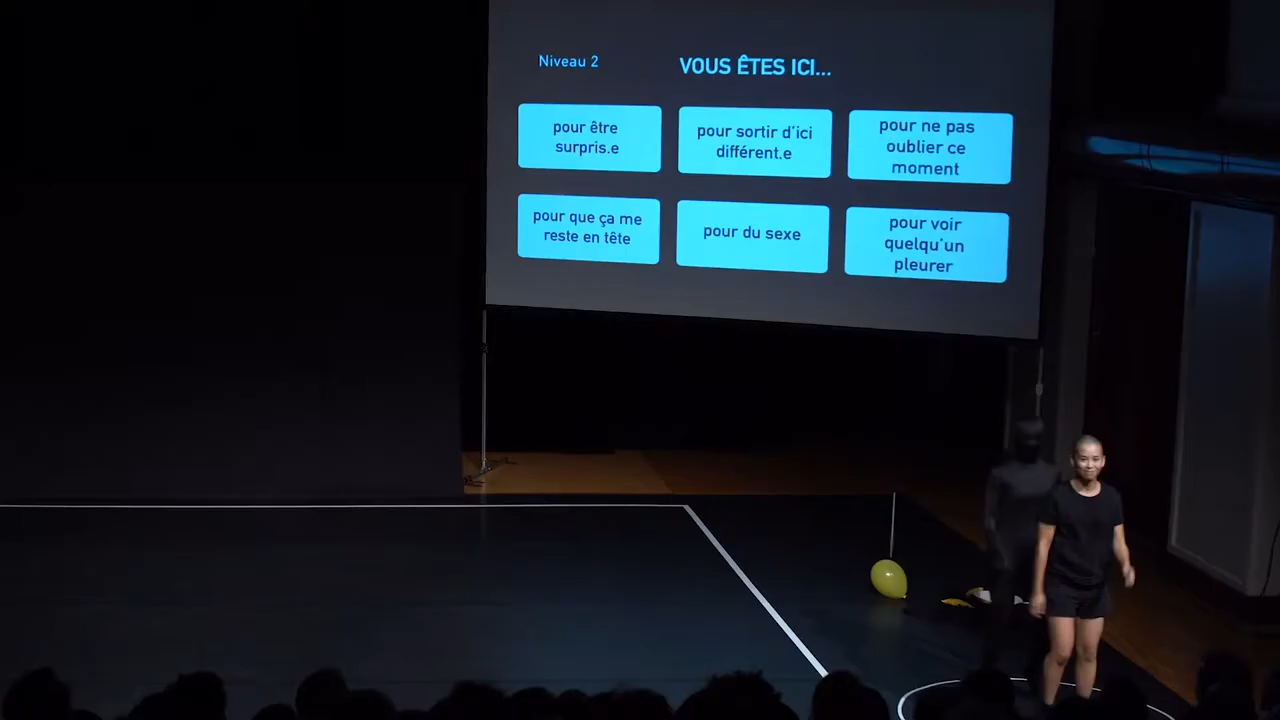 Niveau 2
VOUS ÊTES ICI...
pour être
surpris.e
pour sortir d'ici
différent.e
pour ne pas
oublier ce
moment
pour que ça me
reste en tête
pour du sexe
pour voir
quelqu'un
pleurer